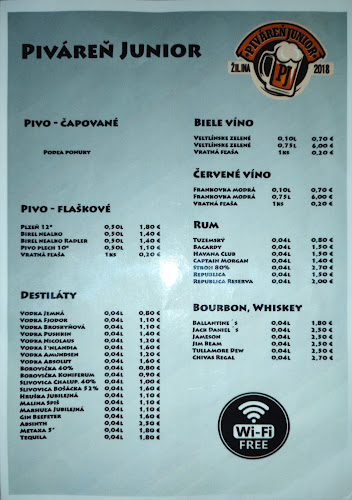 Piváreň Junior
PIVÁREŇ JUNIOR
PJ
ŽILINA 2018
Pivo - čapované
Podľa ponuky
Pivo - flaškové
Plzeň 12° 0,50l 1,80 €
Birel nealko 0,50l 1,40 €
Birel nealko Radler 0,50l 1,40 €
Pivo plech 10° 0,50l 1,10 €
Vratná fľaša 1ks 0,20 €
Destiláty
Vodka Jemná 0,04l 0,80 €
Vodka Fjodor 0,04l 1,10 €
Vodka Broskyňová 0,04l 1,10 €
Vodka Pushkin 0,04l 1,40 €
Vodka Nicolaus 0,04l 1,20 €
Vodka Finlandia 0,04l 1,60 €
Vodka Amundsen 0,04l 1,20 €
Vodka Absolut 0,04l 1,60 €
Borovička 40% 0,04l 0,80 €
Borovička Koniferum 0,04l 0,90 €
Slivovica Chalup. 40% 0,04l 1,00 €
Slivovica Bošácka 52% 0,04l 1,60 €
Hruška Jubilejná 0,04l 1,10 €
Malina Spiš 0,04l 1,10 €
Marhuľa Jubilejná 0,04l 1,10 €
Gin Beefeter 0,04l 1,60 €
Absinth 0,04l 2,50 €
Metaxa 5* 0,04l 1,80 €
Tequila 0,04l 1,80 €
Biele víno
Veltlínske zelené 0,10l 0,70 €
Veltlínske zelené 0,75l 6,00 €
Vratná fľaša 1ks 0,20 €
Červené víno
Frankovka modrá 0,10l 0,70 €
Frankovka modrá 0,75l 6,00 €
Vratná fľaša 1ks 0,20 €
Rum
Tuzemský 0,04l 0,80 €
Bacardy 0,04l 1,50 €
Havana Club 0,04l 1,50 €
Captain Morgan 0,04l 1,40 €
Stroh 80% 0,04l 2,70 €
Republica 0,04l 1,60 €
Republica Reserva 0,04l 2,00 €
Bourbon, Whiskey
Ballantine´s 0,04l 1,80 €
Jack Daniel´s 0,04l 2,50 €
Jameson 0,04l 2,50 €
Jim Beam 0,04l 2,50 €
Tullamore Dew 0,04l 2,50 €
Chivas Regal 0,04l 2,70 €
Wi-Fi
FREE